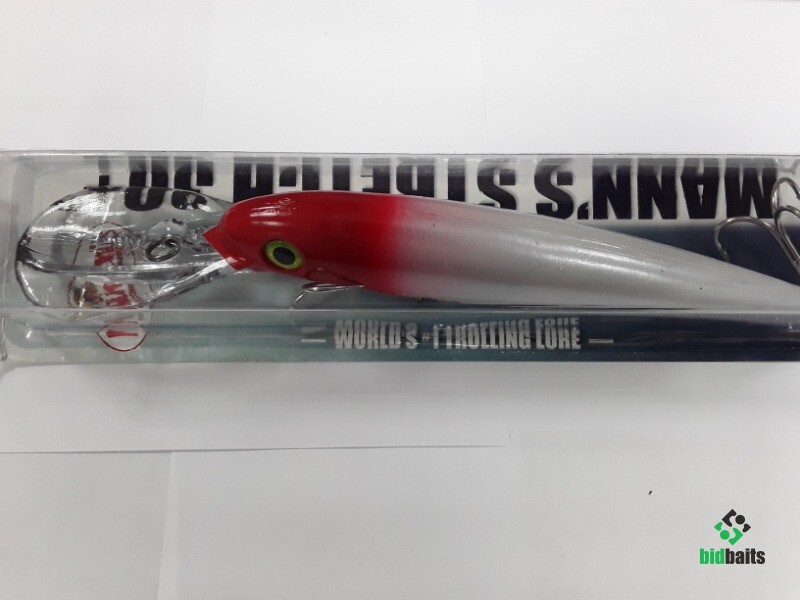 MANN'S STRETCH 30+
WORLD'S #1 TROLLING LURE
bidbaits